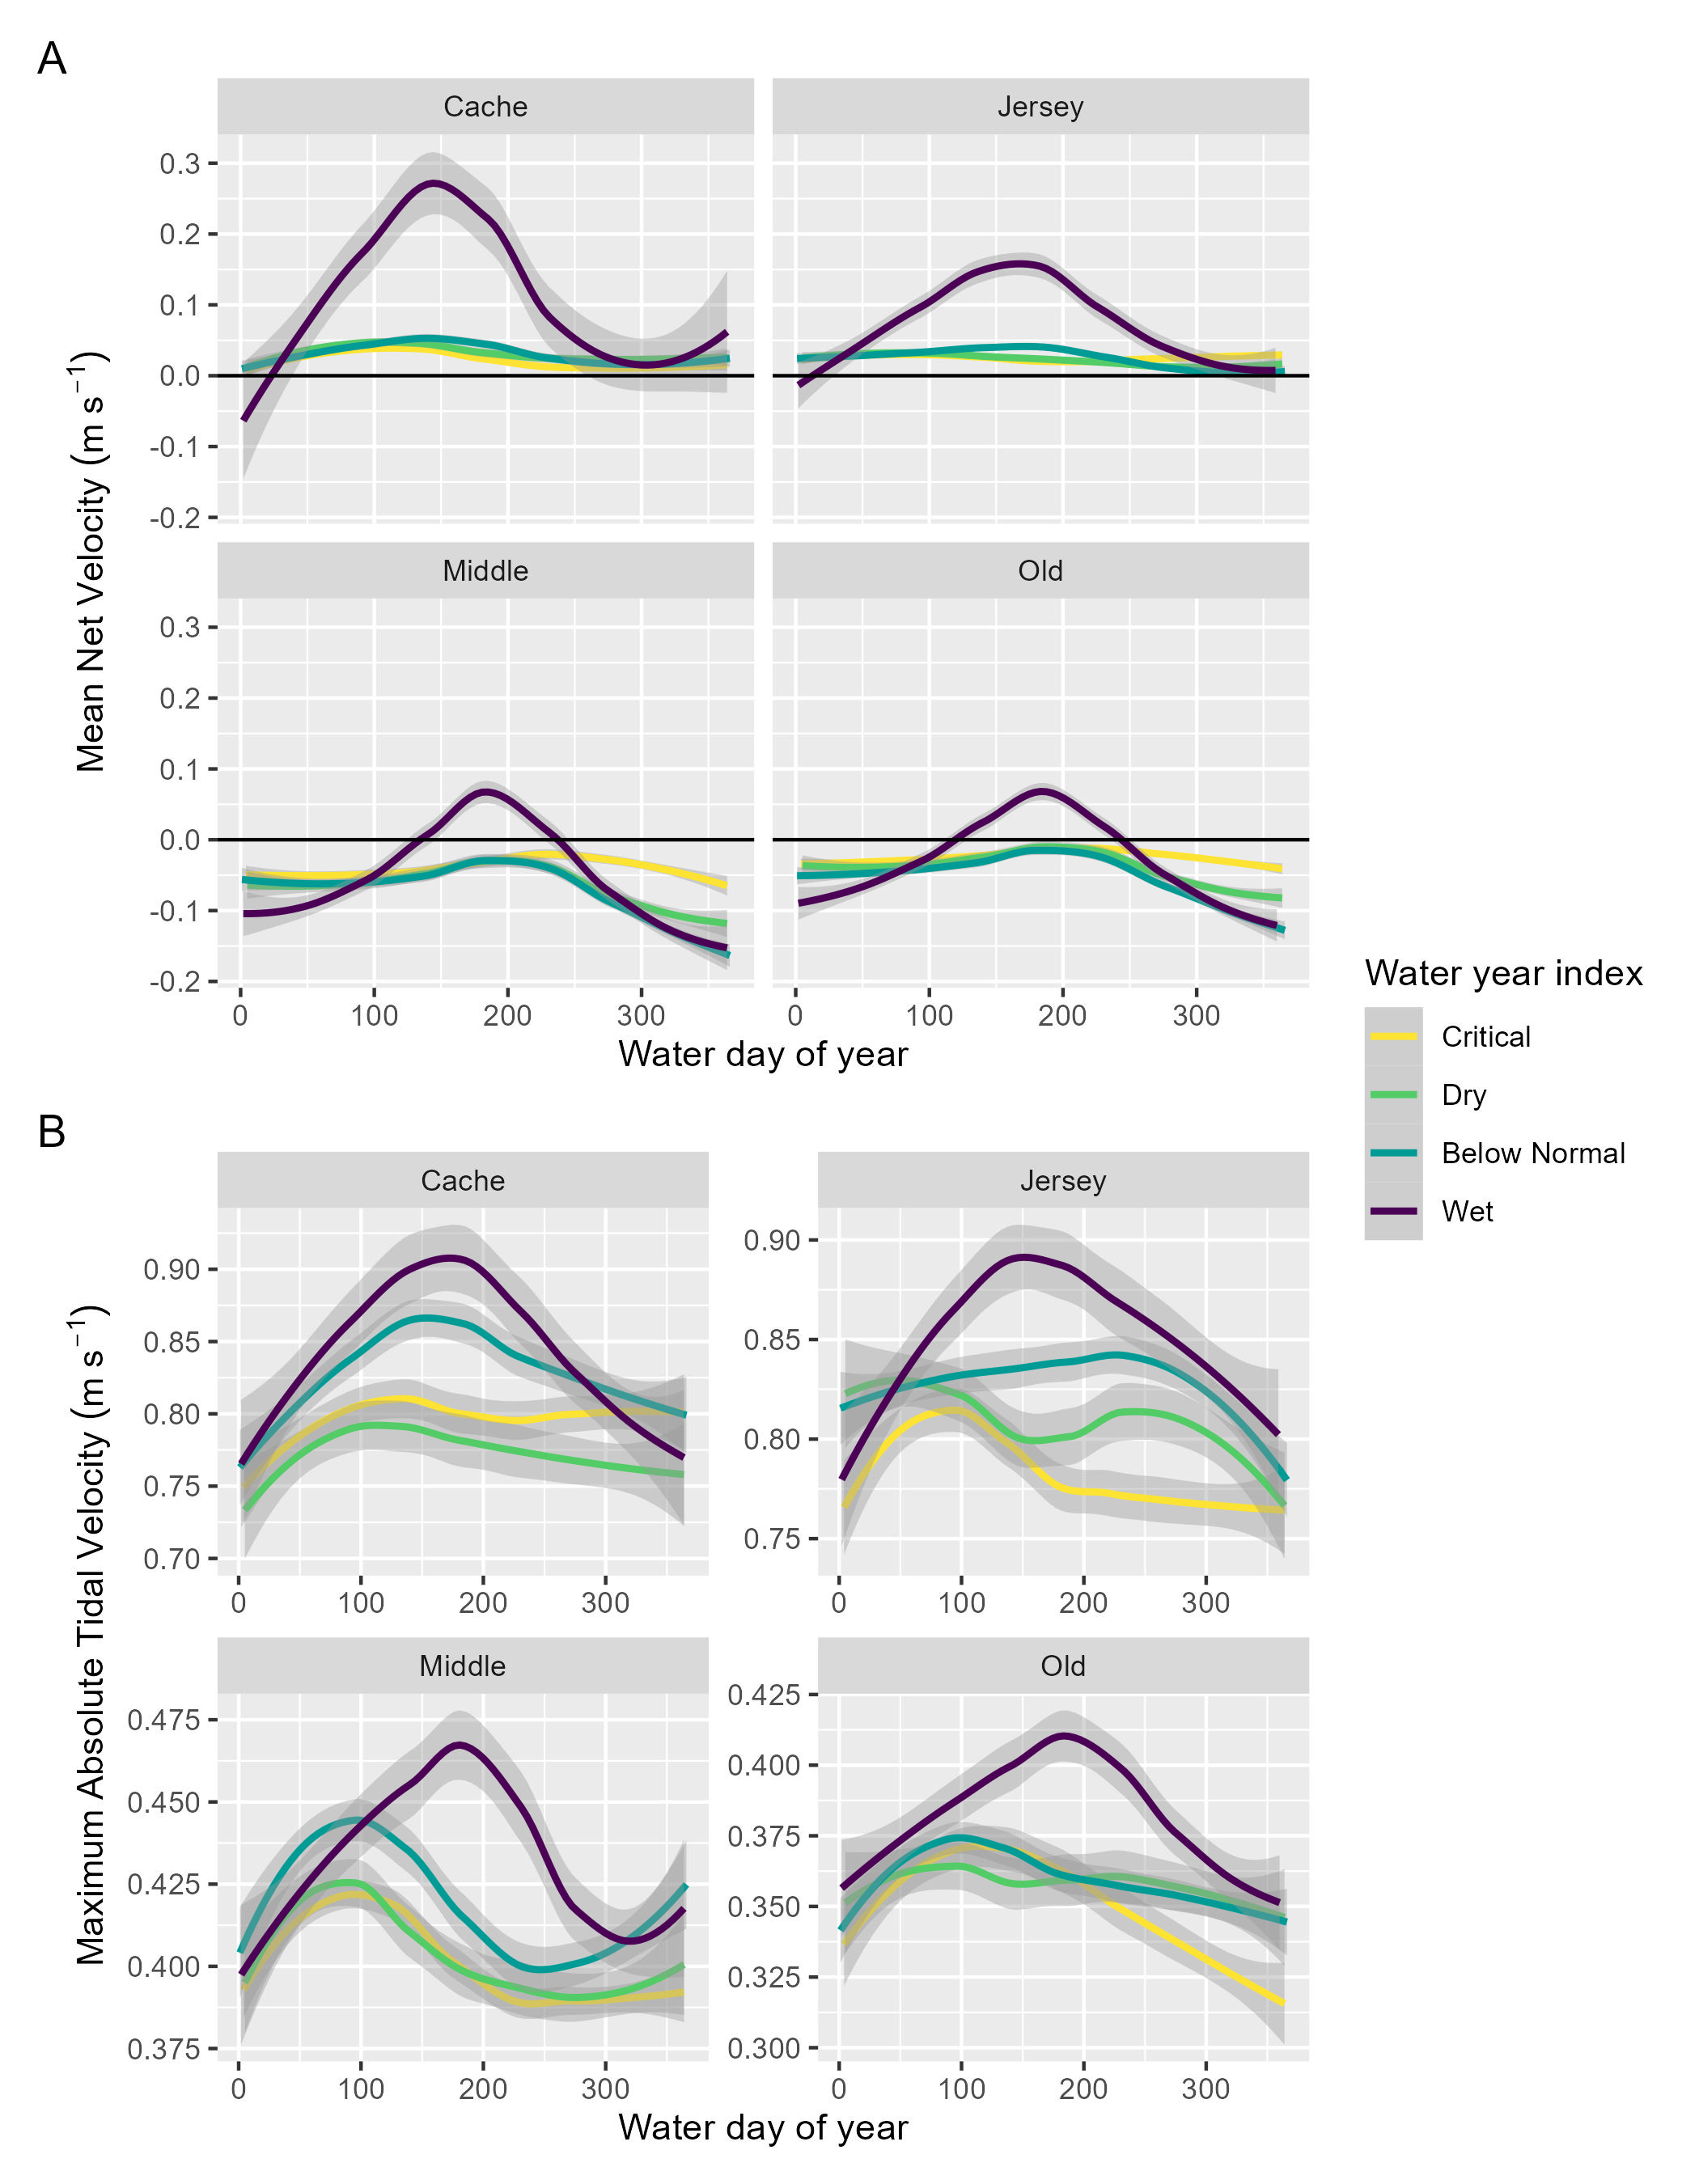 A
Cache
Jersey
0.3
0.2
0.1
0.0
-0.1
-0.2
Middle
Old
0.3
0.2
0.1
0.0
-0.1
-0.2
0 100 200 300
0 100 200 300
Mean Net Velocity (m s⁻¹)
Water day of year
Water year index
Critical
Dry
Below Normal
Wet
B
Cache
Jersey
0.90
0.85
0.80
0.75
0.70
0.90
0.85
0.80
0.75
0 100 200 300
0 100 200 300
Middle
Old
0.475
0.450
0.425
0.400
0.375
0.425
0.400
0.375
0.350
0.325
0.300
0 100 200 300
0 100 200 300
Maximum Absolute Tidal Velocity (m s⁻¹)
Water day of year